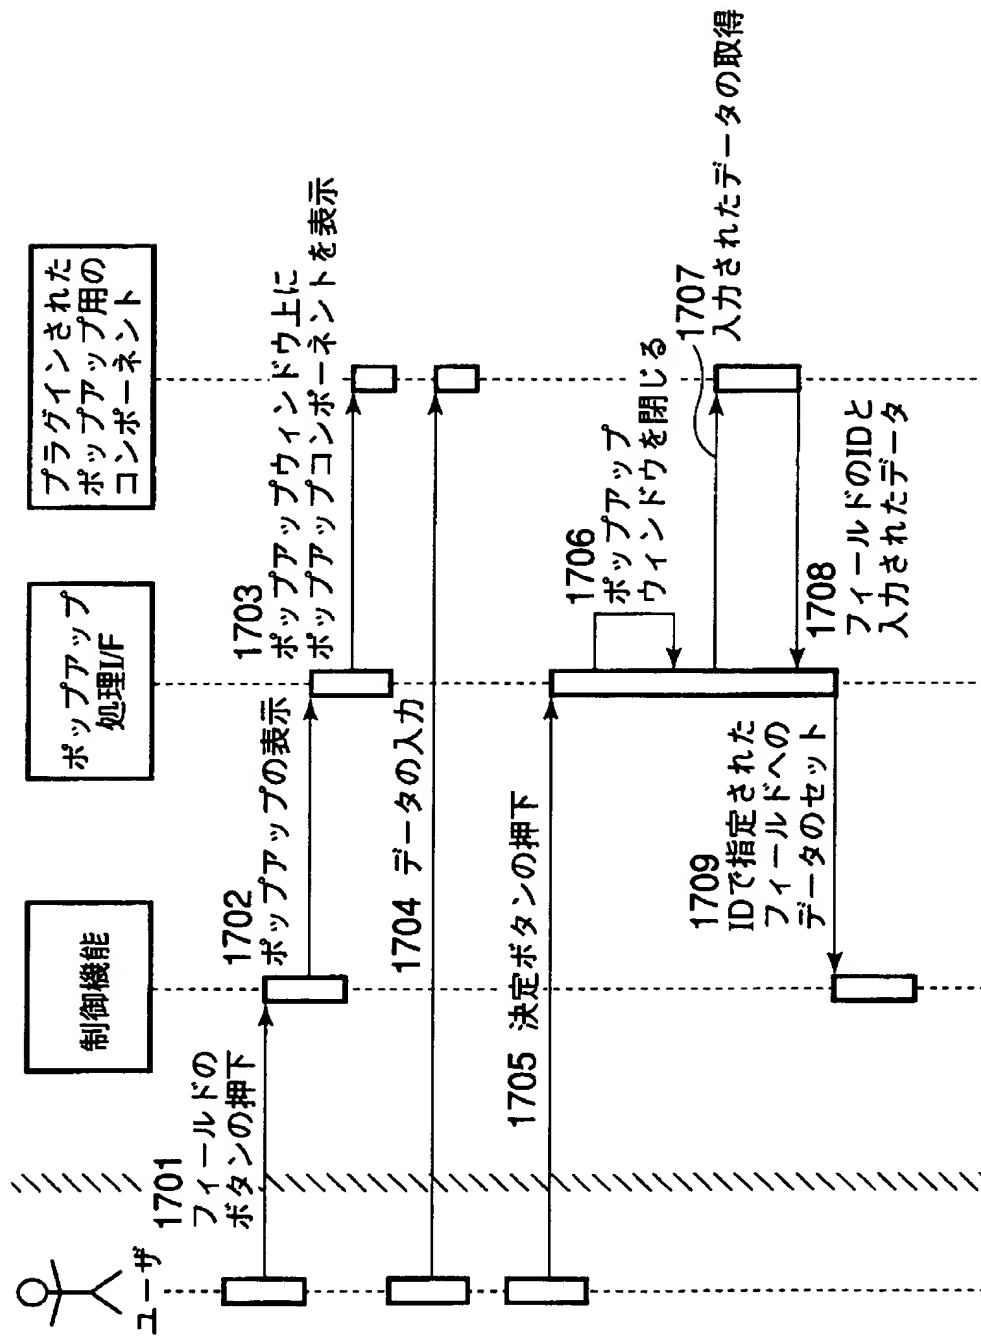 ユーザ
制御機能
ポップアップ
処理I/F
プラグインされた
ポップアップ用の
コンポーネント
1701
フィールドの
ボタンの押下
1702
ポップアップの表示
1703
ポップアップウィンドウ上に
ポップアップコンポーネントを表示
1704 データの入力
1705 決定ボタンの押下
1706
ポップアップ
ウィンドウを閉じる
1707
入力されたデータの取得
1708
フィールドのIDと
入力されたデータ
1709
IDで指定された
フィールドへの
データのセット